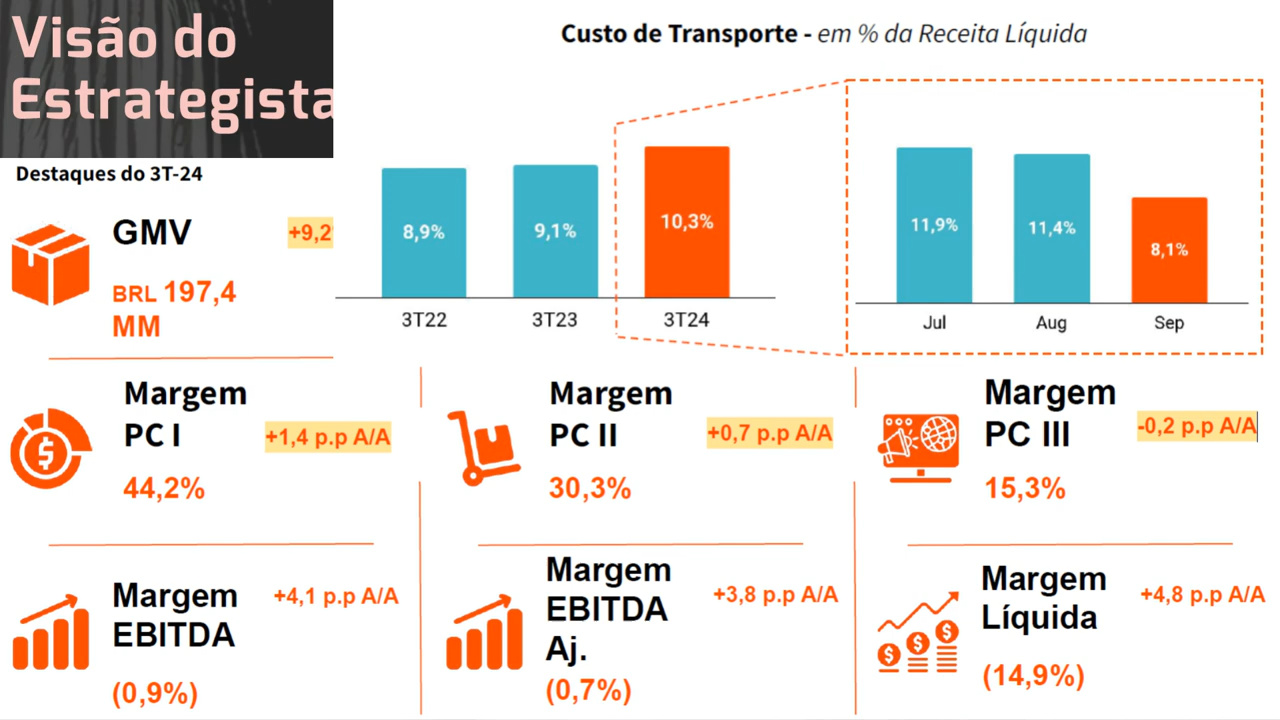 Visão do
Estrategista
Custo de Transporte - em % da Receita Líquida
8,9%
9,1%
10,3%
3T22
3T23
3T24
11,9%
11,4%
8,1%
Jul
Aug
Sep
Destaques do 3T-24
GMV
+9,2
BRL 197,4
MM
Margem
PC I
+1,4 p.p A/A
44,2%
Margem
PC II
+0,7 p.p A/A
30,3%
Margem
PC III
-0,2 p.p A/A
15,3%
Margem
EBITDA
+4,1 p.p A/A
(0,9%)
Margem
EBITDA
Aj.
+3,8 p.p A/A
(0,7%)
Margem
Líquida
+4,8 p.p A/A
(14,9%)